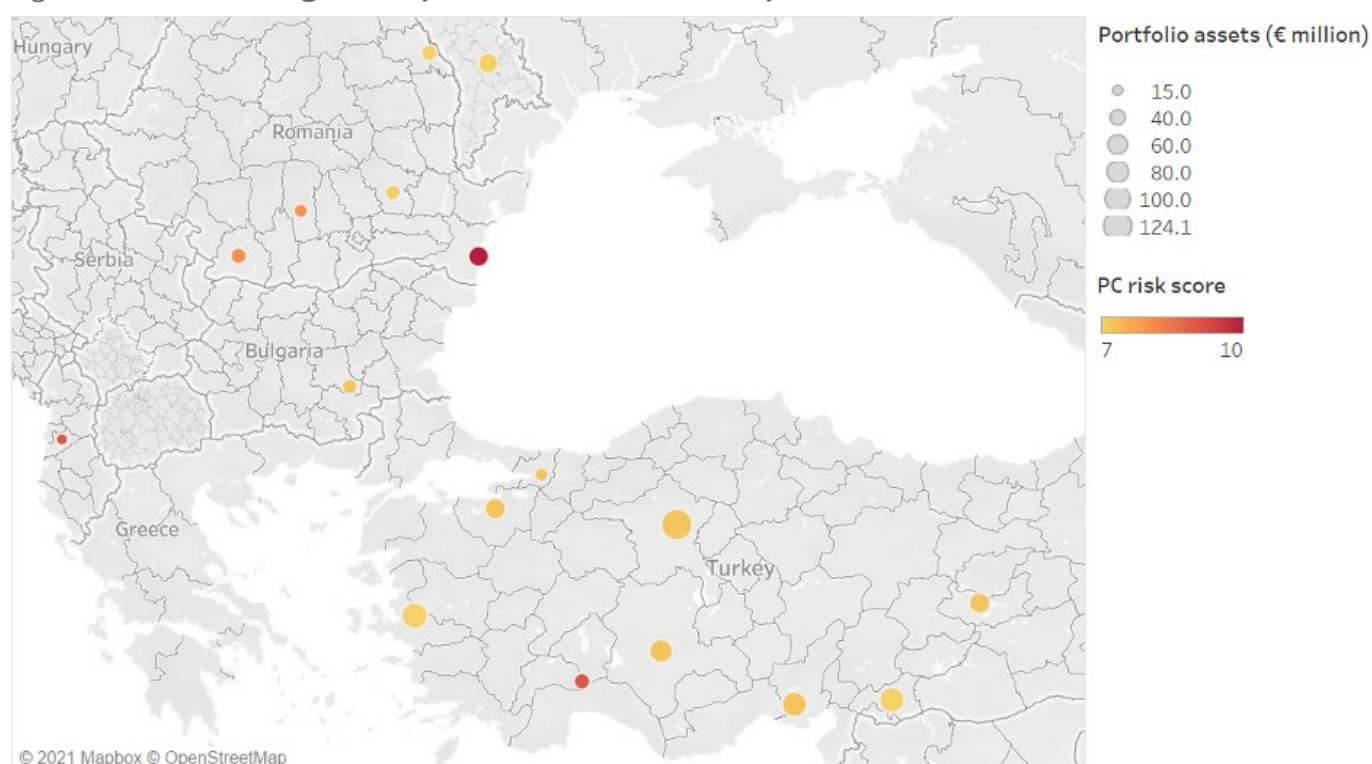 Portfolio assets (€ million)
15.0
40.0
60.0
80.0
100.0
124.1
PC risk score
7 10
Hungary
Romania
Serbia
Bulgaria
Greece
Turkey
© 2021 Mapbox © OpenStreetMap